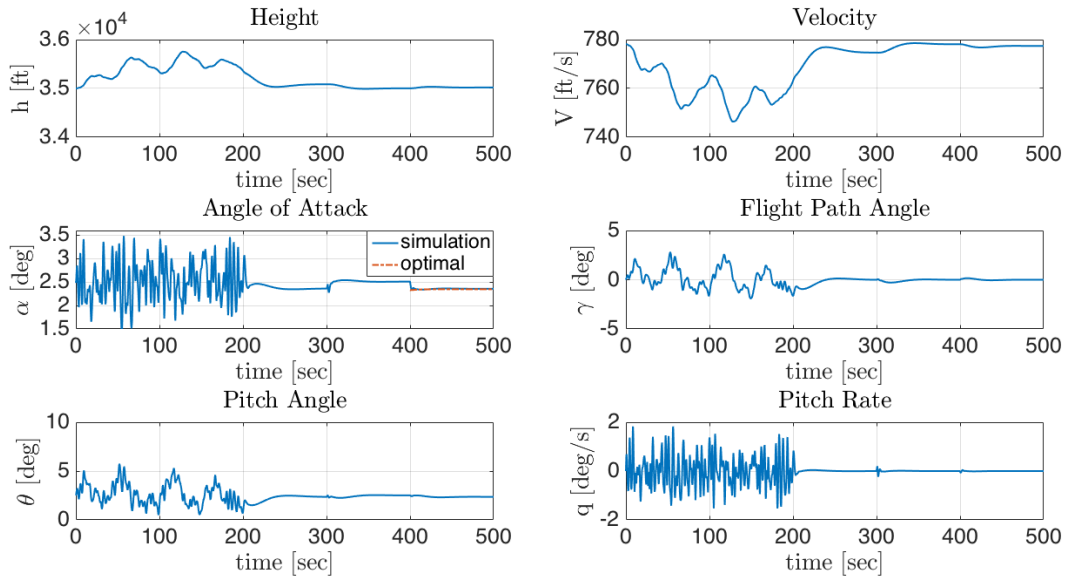 Height
×10^4
3.6
3.5
3.4
h [ft]
0 100 200 300 400 500
time [sec]
Velocity
780
760
740
V [ft/s]
0 100 200 300 400 500
time [sec]
Angle of Attack
3.5
3
2.5
2
1.5
α [deg]
simulation
optimal
0 100 200 300 400 500
time [sec]
Flight Path Angle
5
0
-5
γ [deg]
0 100 200 300 400 500
time [sec]
Pitch Angle
10
5
0
θ [deg]
0 100 200 300 400 500
time [sec]
Pitch Rate
2
0
-2
q [deg/s]
0 100 200 300 400 500
time [sec]